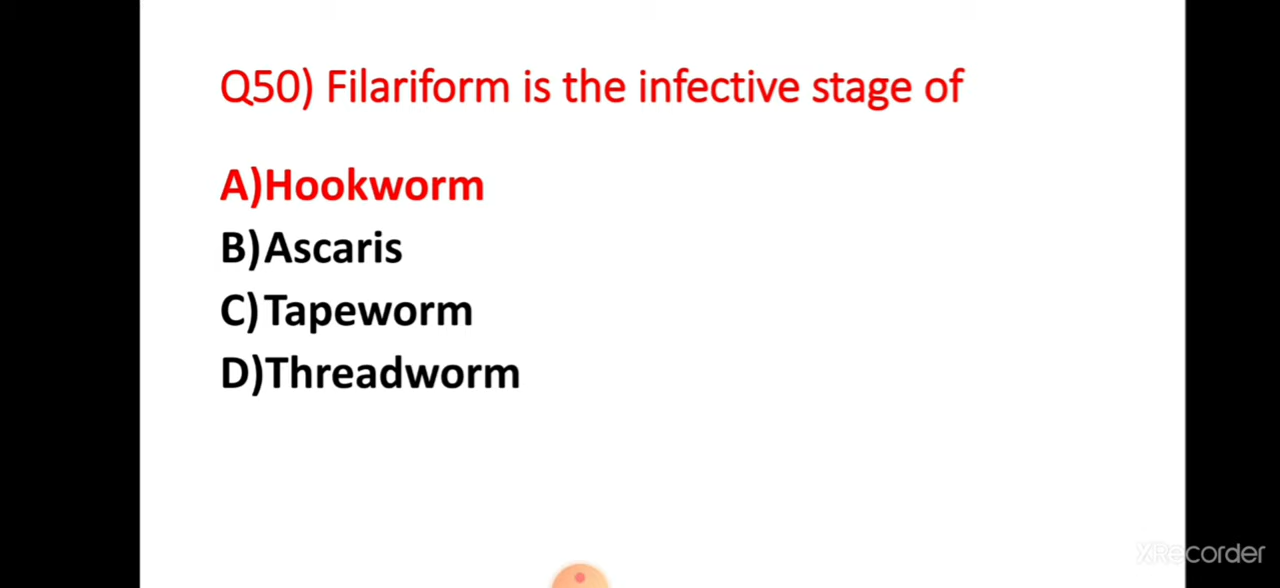 Q50) Filariform is the infective stage of
A)Hookworm
B)Ascaris
C)Tapeworm
D)Threadworm
XRecorder